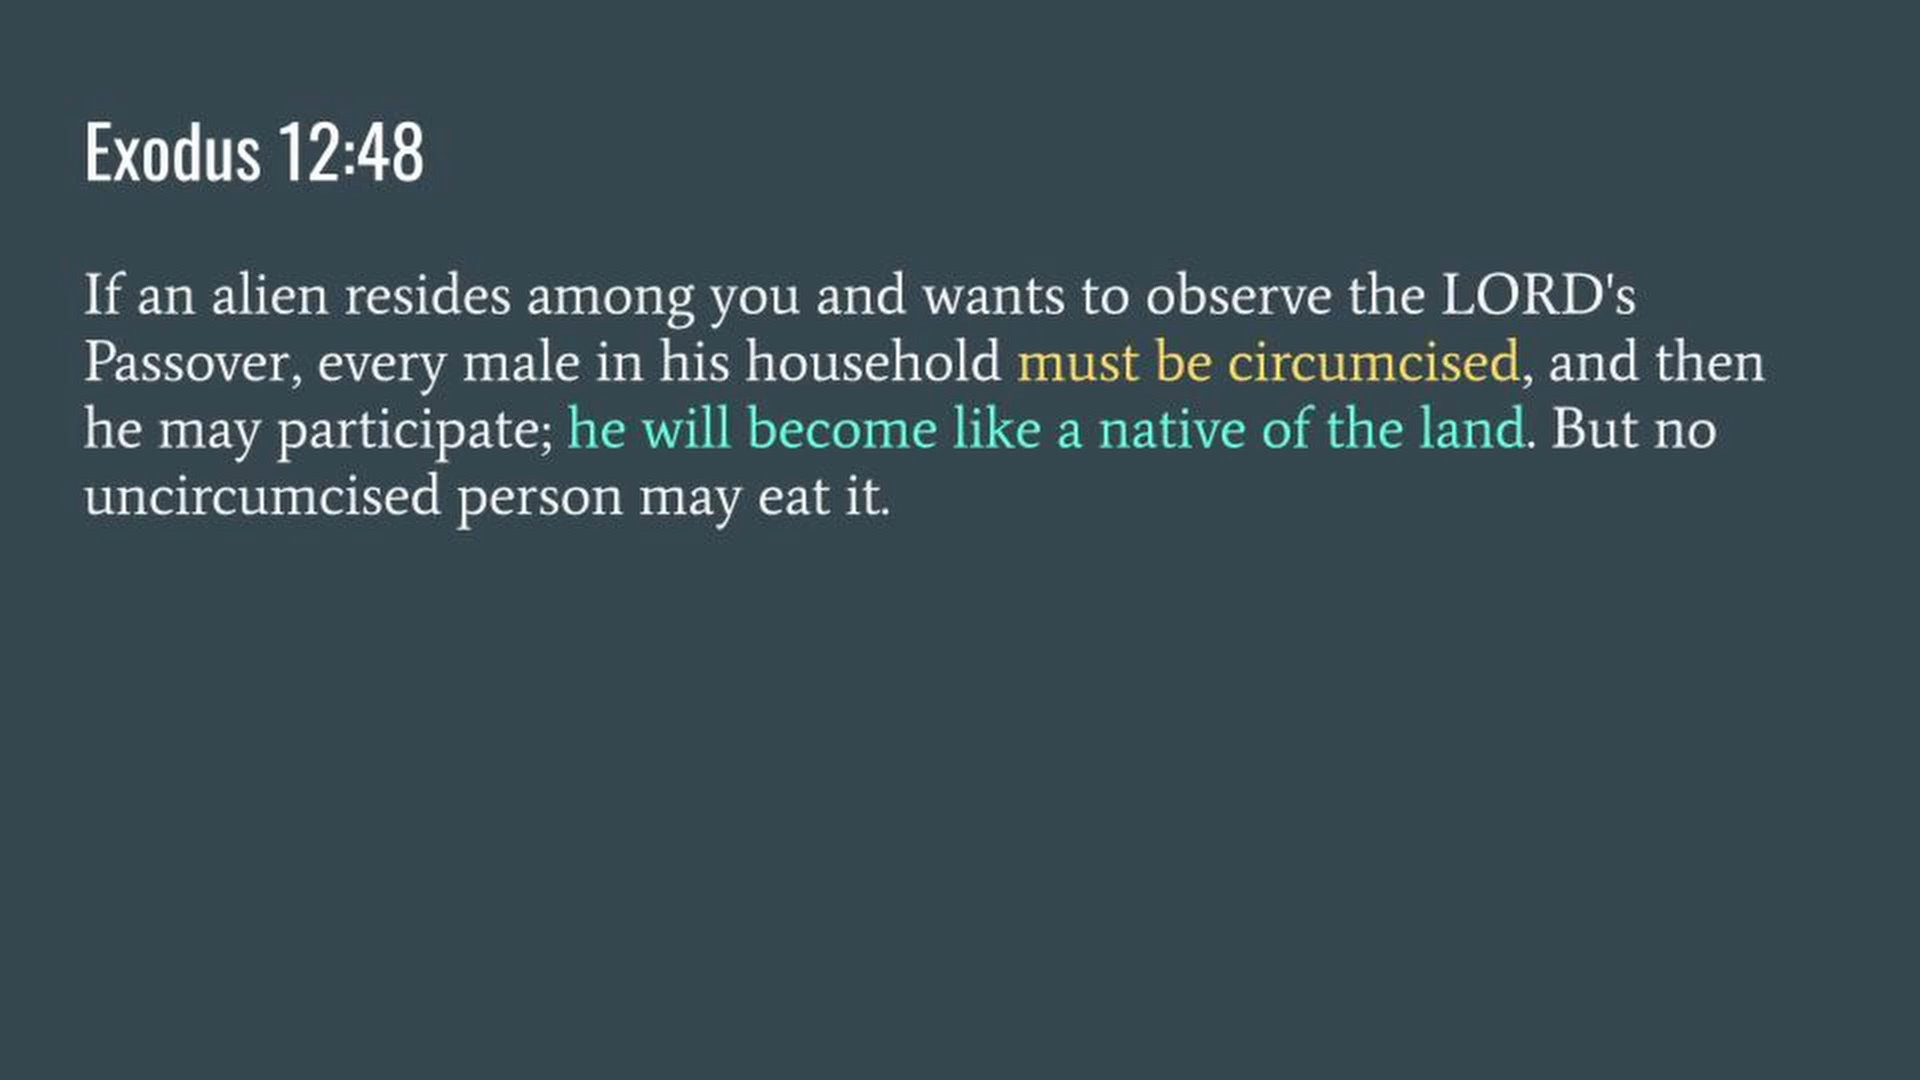 Exodus 12:48
If an alien resides among you and wants to observe the LORD's
Passover, every male in his household must be circumcised, and then
he may participate; he will become like a native of the land. But no
uncircumcised person may eat it.